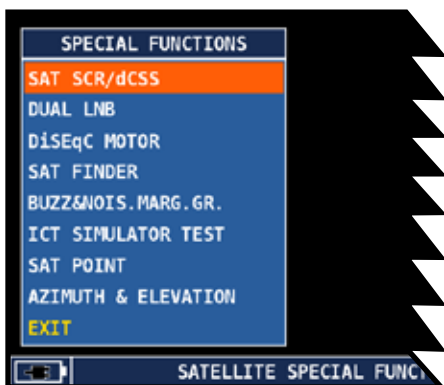 SPECIAL FUNCTIONS
SAT SCR/dCSS
DUAL LNB
DiSEqC MOTOR
SAT FINDER
BUZZ&NOIS.MARG.GR.
ICT SIMULATOR TEST
SAT POINT
AZIMUTH & ELEVATION
EXIT
SATELLITE SPECIAL FUNC